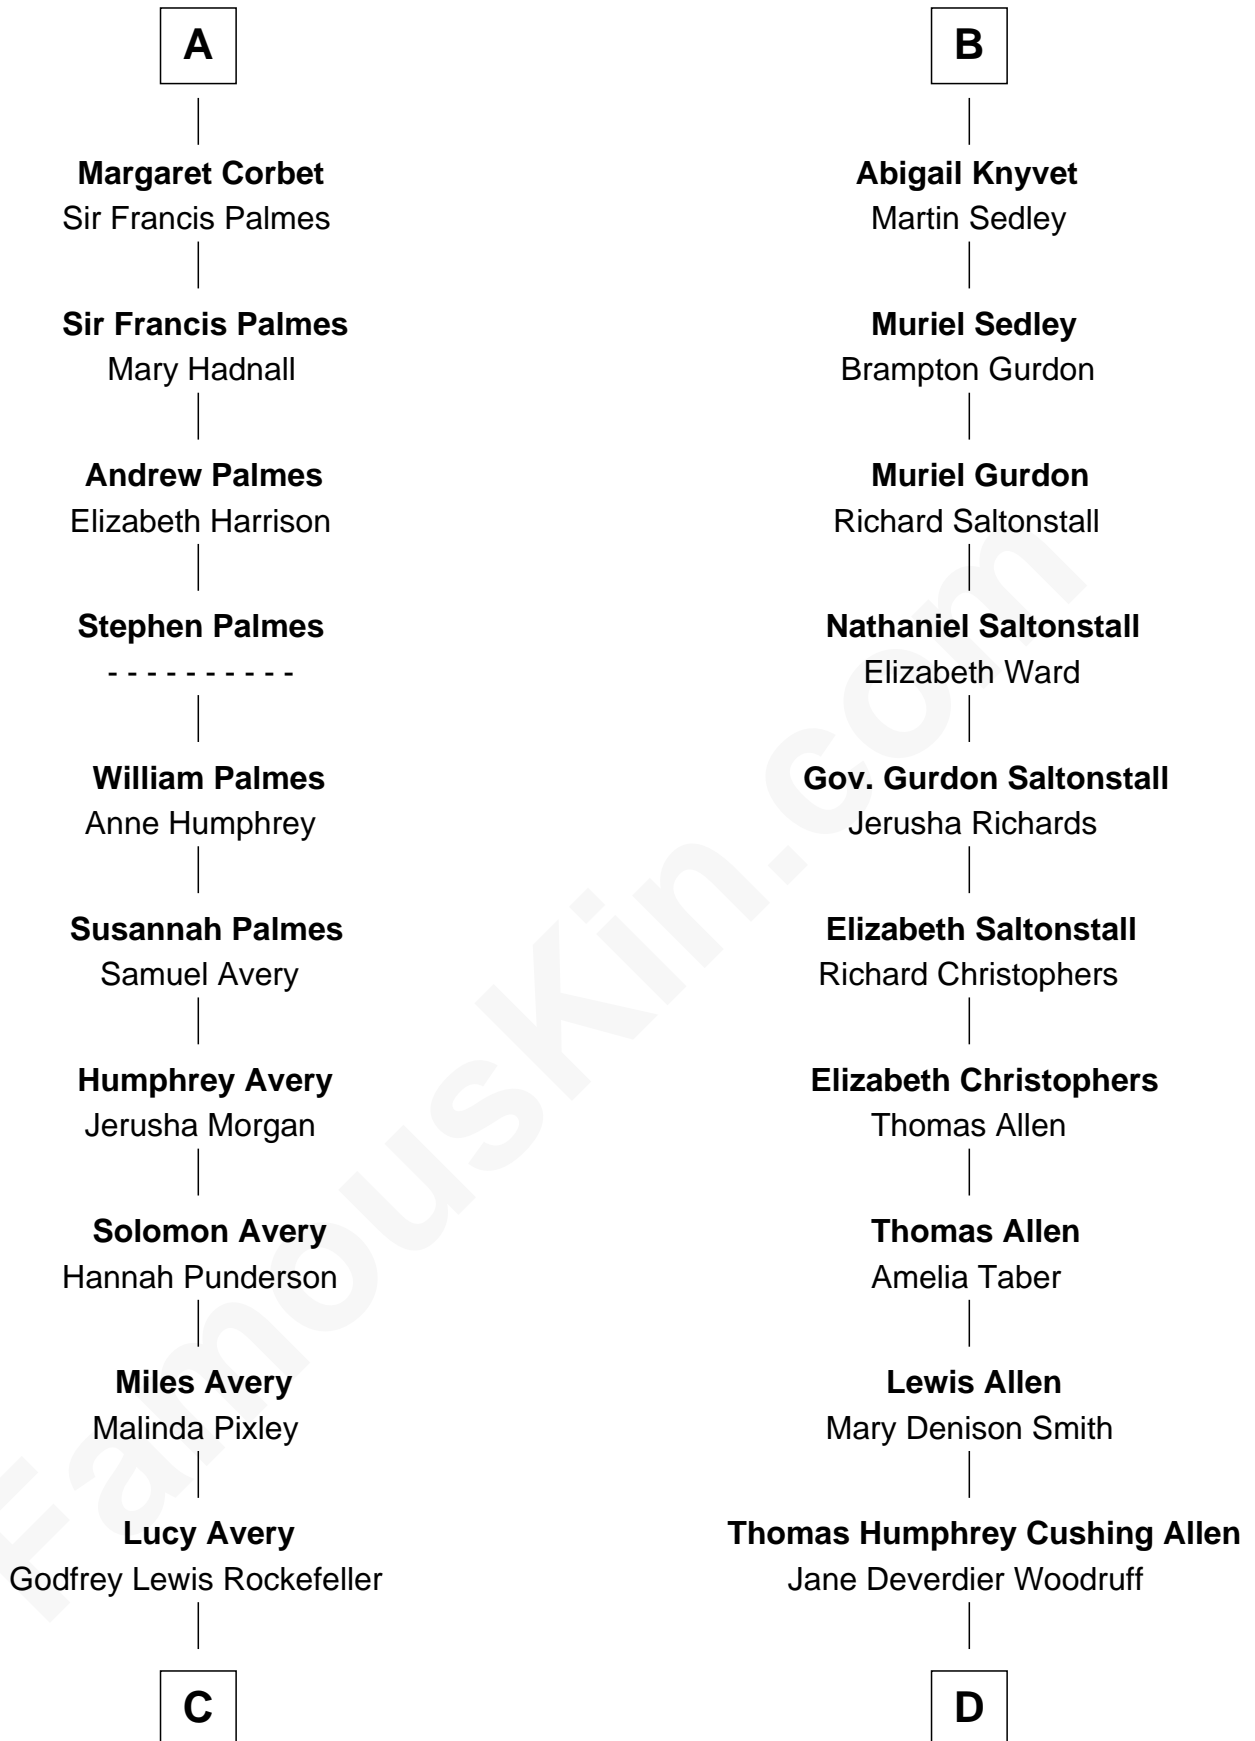 A
Margaret Corbet
Sir Francis Palmes
Sir Francis Palmes
Mary Hadnall
Andrew Palmes
Elizabeth Harrison
Stephen Palmes
- - - - - - - - - -
William Palmes
Anne Humphrey
Susannah Palmes
Samuel Avery
Humphrey Avery
Jerusha Morgan
Solomon Avery
Hannah Punderson
Miles Avery
Malinda Pixley
Lucy Avery
Godfrey Lewis Rockefeller
C
B
Abigail Knyvet
Martin Sedley
Muriel Sedley
Brampton Gurdon
Muriel Gurdon
Richard Saltonstall
Nathaniel Saltonstall
Elizabeth Ward
Gov. Gurdon Saltonstall
Jerusha Richards
Elizabeth Saltonstall
Richard Christophers
Elizabeth Christophers
Thomas Allen
Thomas Allen
Amelia Taber
Lewis Allen
Mary Denison Smith
Thomas Humphrey Cushing Allen
Jane Deverdier Woodruff
D
FamousKin.com